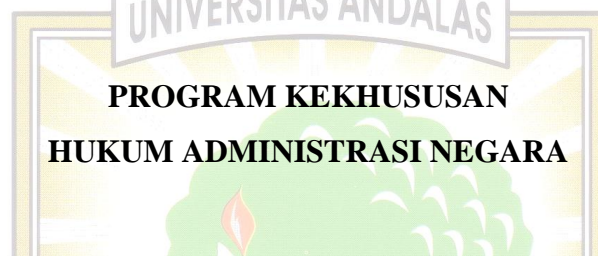 UNIVERSITAS ANDALAS
PROGRAM KEKHUSUSAN
HUKUM ADMINISTRASI NEGARA